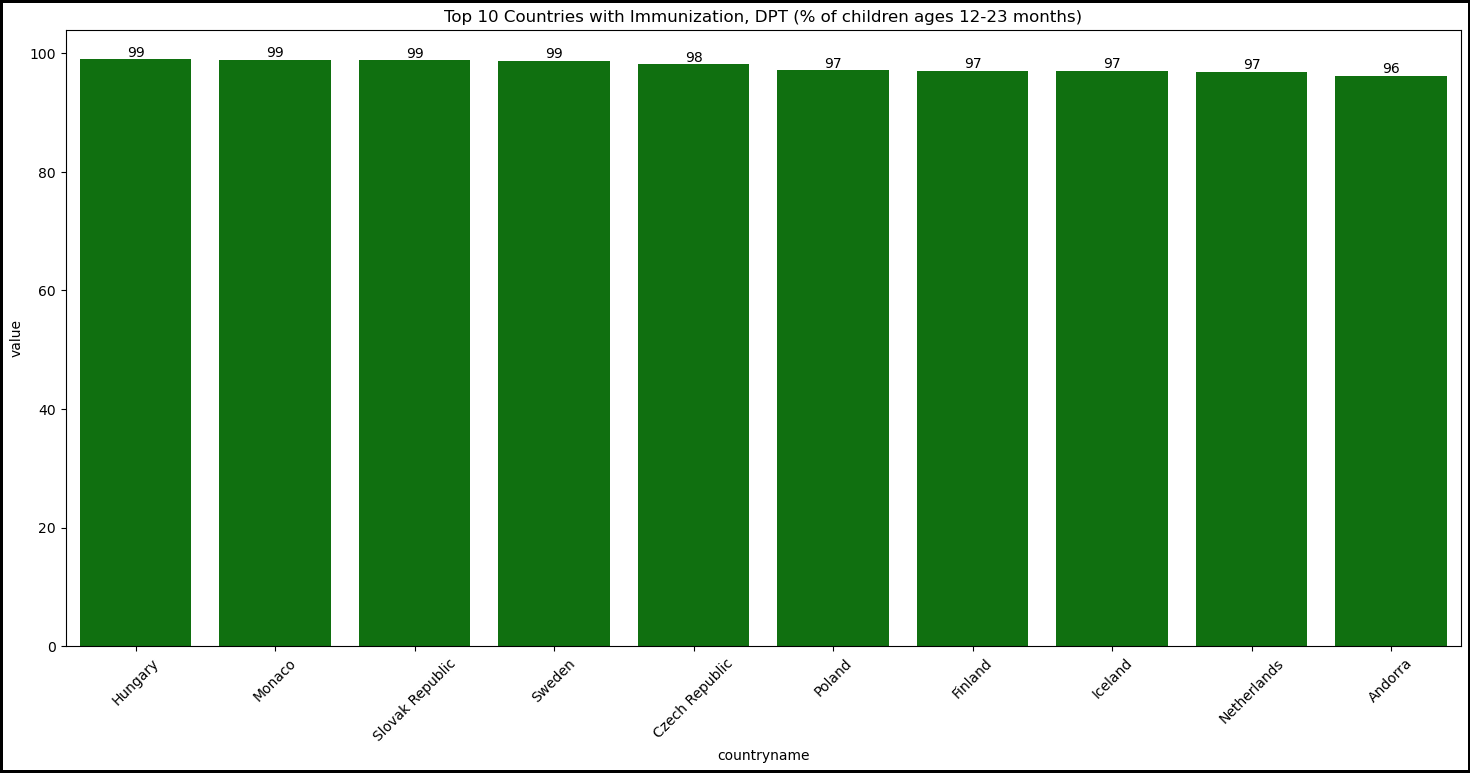 Top 10 Countries with Immunization, DPT (% of children ages 12-23 months)
100
80
60
40
20
0
value
99
99
99
99
98
97
97
97
97
96
Hungary
Monaco
Slovak Republic
Sweden
Czech Republic
Poland
Finland
Iceland
Netherlands
Andorra
countryname